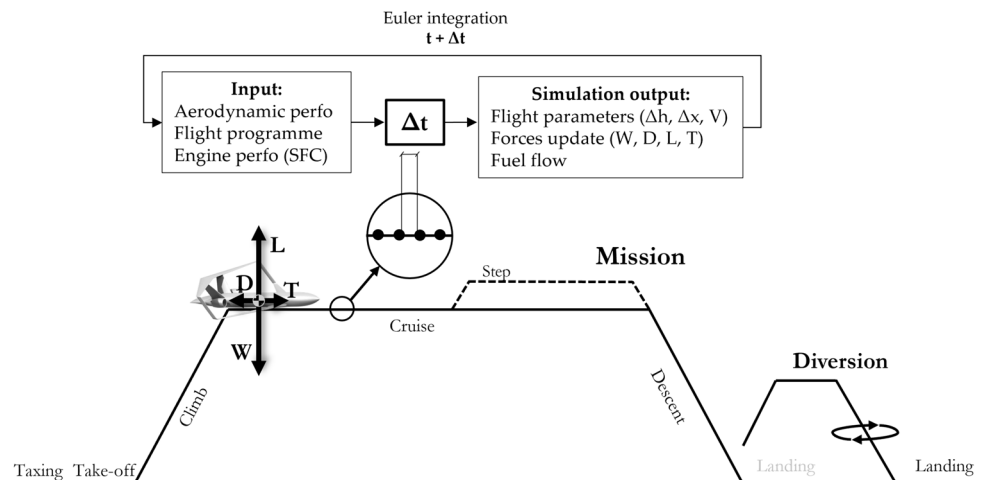 Euler integration
t + Δt
Input:
Aerodynamic perfo
Flight programme
Engine perfo (SFC)
Δt
Simulation output:
Flight parameters (Δh, Δx, V)
Forces update (W, D, L, T)
Fuel flow
L
D
T
W
Mission
Step
Cruise
Climb
Descent
Diversion
Taxing Take-off
Landing
Landing